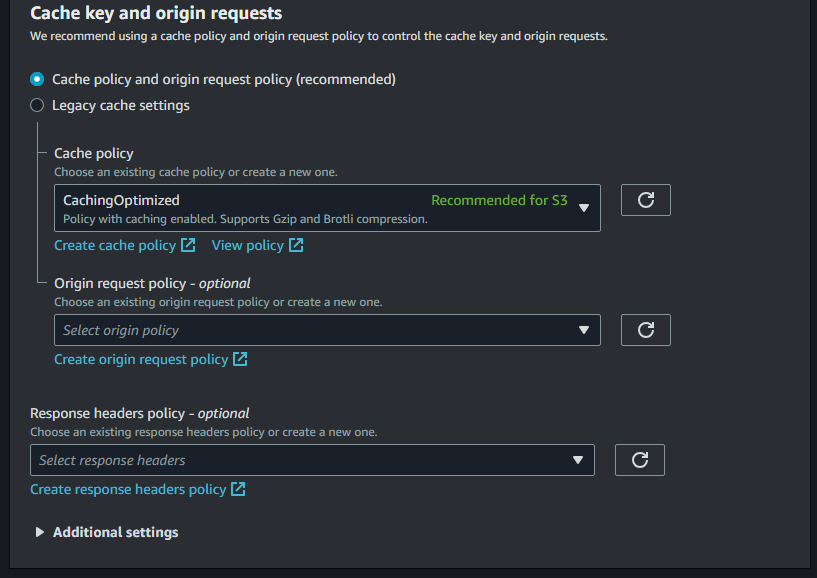 Cache key and origin requests
We recommend using a cache policy and origin request policy to control the cache key and origin requests.
Cache policy and origin request policy (recommended)
Legacy cache settings
Cache policy
Choose an existing cache policy or create a new one.
CachingOptimized Recommended for S3
Policy with caching enabled. Supports Gzip and Brotli compression.
Create cache policy View policy
Origin request policy - optional
Choose an existing origin request policy or create a new one.
Select origin policy
Create origin request policy
Response headers policy - optional
Choose an existing response headers policy or create a new one.
Select response headers
Create response headers policy
Additional settings